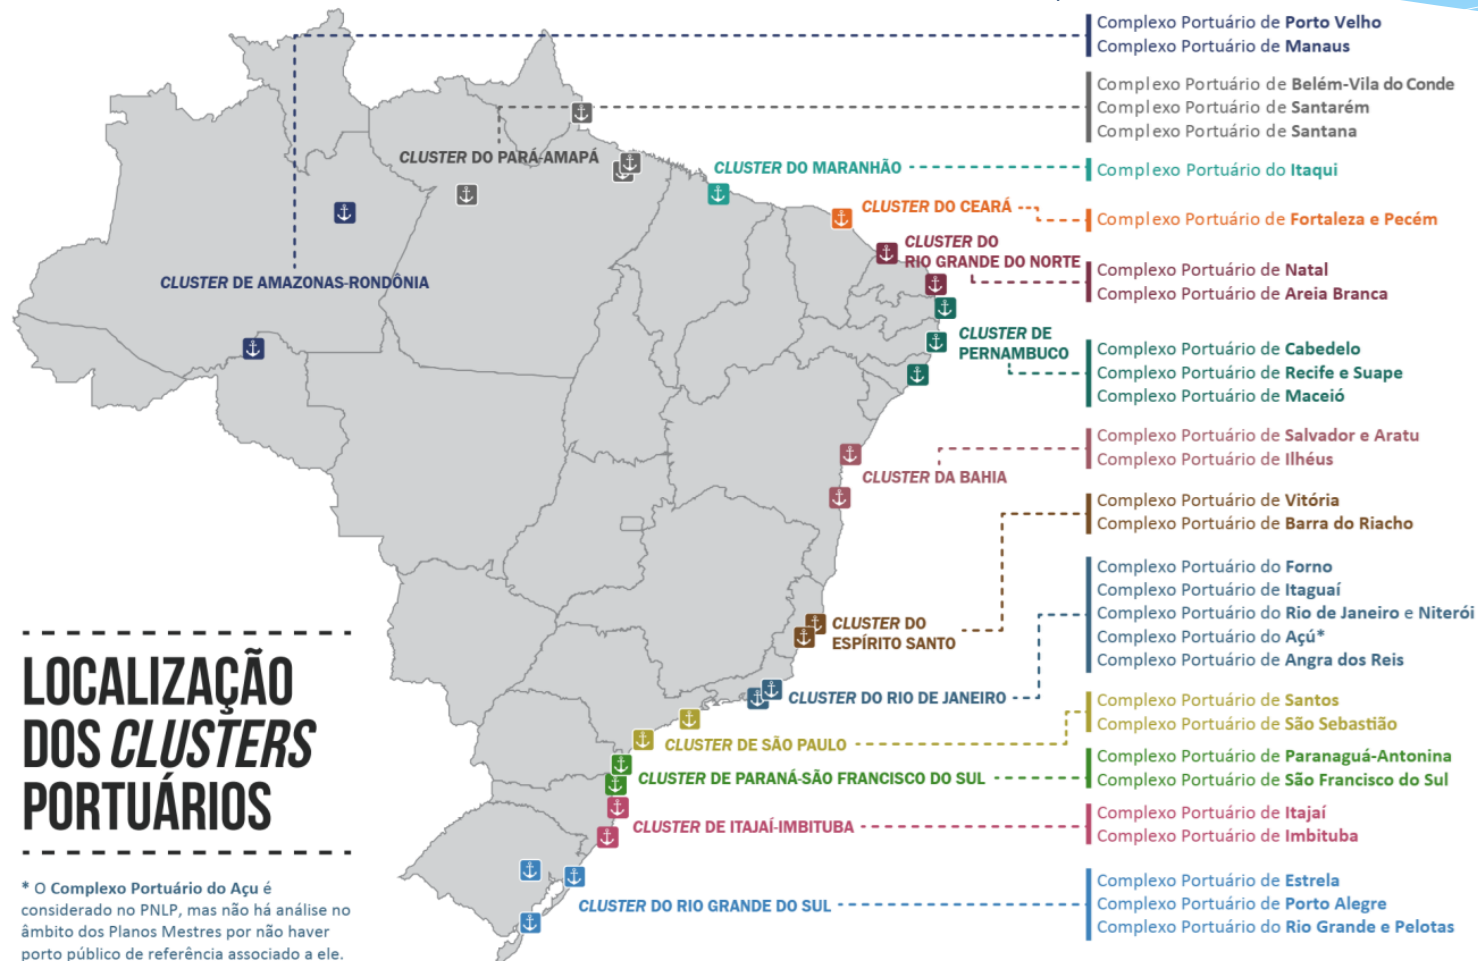 Complexo Portuário de Porto Velho
Complexo Portuário de Manaus
Complexo Portuário de Belém-Vila do Conde
Complexo Portuário de Santarém
Complexo Portuário de Santana
CLUSTER DO PARÁ-AMAPÁ
CLUSTER DO MARANHÃO
Complexo Portuário do Itaqui
CLUSTER DO CEARÁ
Complexo Portuário de Fortaleza e Pecém
CLUSTER DO
RIO GRANDE DO NORTE
Complexo Portuário de Natal
Complexo Portuário de Areia Branca
CLUSTER DE AMAZONAS-RONDÔNIA
CLUSTER DE
PERNAMBUCO
Complexo Portuário de Cabedelo
Complexo Portuário de Recife e Suape
Complexo Portuário de Maceió
Complexo Portuário de Salvador e Aratu
Complexo Portuário de Ilhéus
CLUSTER DA BAHIA
Complexo Portuário de Vitória
Complexo Portuário de Barra do Riacho
CLUSTER DO
ESPÍRITO SANTO
Complexo Portuário do Forno
Complexo Portuário de Itaguaí
Complexo Portuário do Rio de Janeiro e Niterói
Complexo Portuário do Açú*
Complexo Portuário de Angra dos Reis
CLUSTER DO RIO DE JANEIRO
Complexo Portuário de Santos
Complexo Portuário de São Sebastião
CLUSTER DE SÃO PAULO
Complexo Portuário de Paranaguá-Antonina
Complexo Portuário de São Francisco do Sul
CLUSTER DE PARANÁ-SÃO FRANCISCO DO SUL
Complexo Portuário de Itajaí
Complexo Portuário de Imbituba
CLUSTER DE ITAJAÍ-IMBITUBA
Complexo Portuário de Estrela
Complexo Portuário de Porto Alegre
Complexo Portuário do Rio Grande e Pelotas
CLUSTER DO RIO GRANDE DO SUL
LOCALIZAÇÃO
DOS CLUSTERS
PORTUÁRIOS
* O Complexo Portuário do Açu é
considerado no PNLP, mas não há análise no
âmbito dos Planos Mestres por não haver
porto público de referência associado a ele.